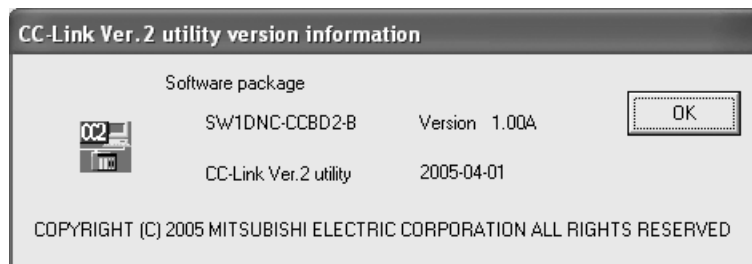 CC-Link Ver.2 utility version information
Software package
SW1DNC-CCBD2-B Version 1.00A
OK
CC2
CC-Link Ver.2 utility 2005-04-01
COPYRIGHT (C) 2005 MITSUBISHI ELECTRIC CORPORATION ALL RIGHTS RESERVED